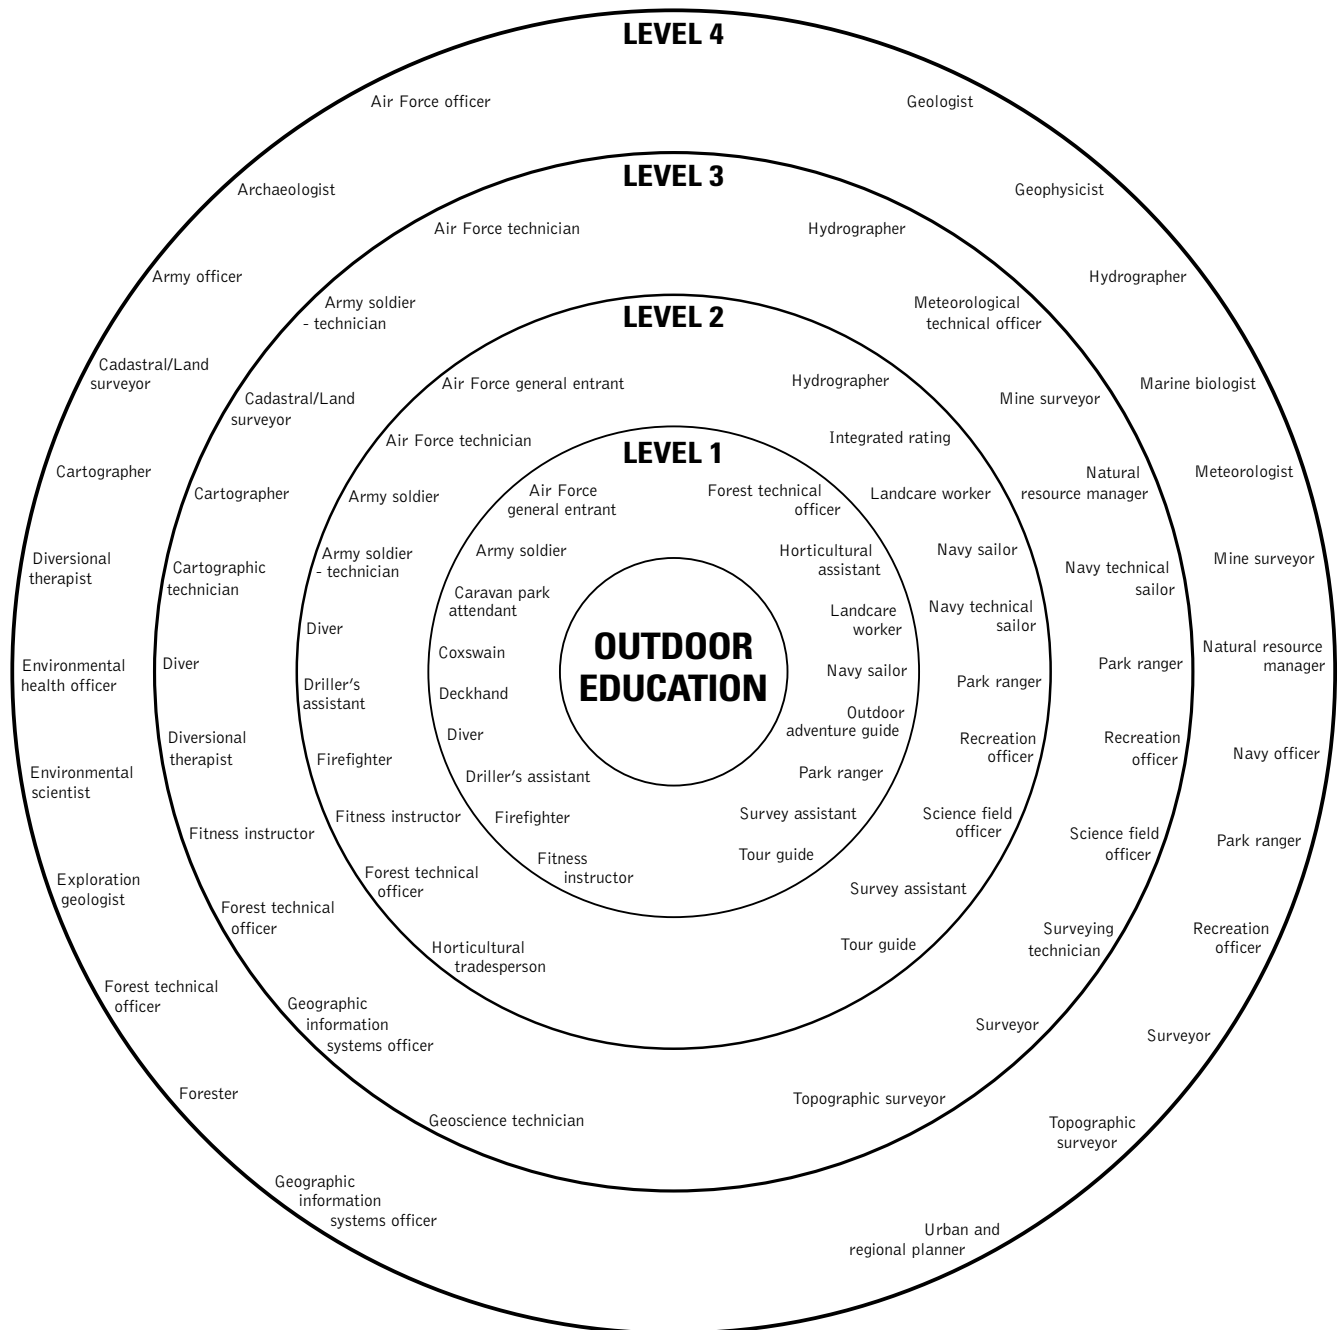 LEVEL 4
Air Force officer
Archaeologist
Army officer
Cadastral/Land
surveyor
Cartographer
Diversional
therapist
Environmental
health officer
Environmental
scientist
Exploration
geologist
Forest technical
officer
Forester
Geographic
information
systems officer
Geologist
Geophysicist
Hydrographer
Marine biologist
Meteorologist
Mine surveyor
Natural resource
manager
Navy officer
Park ranger
Recreation
officer
Surveyor
Topographic
surveyor
Urban and
regional planner
LEVEL 3
Air Force technician
Army soldier
- technician
Cadastral/Land
surveyor
Cartographer
Cartographic
technician
Diver
Diversional
therapist
Fitness instructor
Forest technical
officer
Geographic
information
systems officer
Geoscience technician
Hydrographer
Meteorological
technical officer
Mine surveyor
Natural
resource manager
Navy technical
sailor
Park ranger
Recreation
officer
Science field
officer
Surveying
technician
Surveyor
Topographic surveyor
LEVEL 2
Air Force general entrant
Air Force technician
Army soldier
Army soldier
- technician
Diver
Driller's
assistant
Firefighter
Fitness instructor
Forest technical
officer
Horticultural
tradesperson
Hydrographer
Integrated rating
Landcare worker
Navy sailor
Navy technical
sailor
Park ranger
Recreation
officer
Science field
officer
Survey assistant
Tour guide
LEVEL 1
Air Force
general entrant
Army soldier
Caravan park
attendant
Coxswain
Deckhand
Diver
Driller's assistant
Firefighter
Fitness
instructor
Forest technical
officer
Horticultural
assistant
Landcare
worker
Navy sailor
Outdoor
adventure guide
Park ranger
Survey assistant
Tour guide
OUTDOOR
EDUCATION